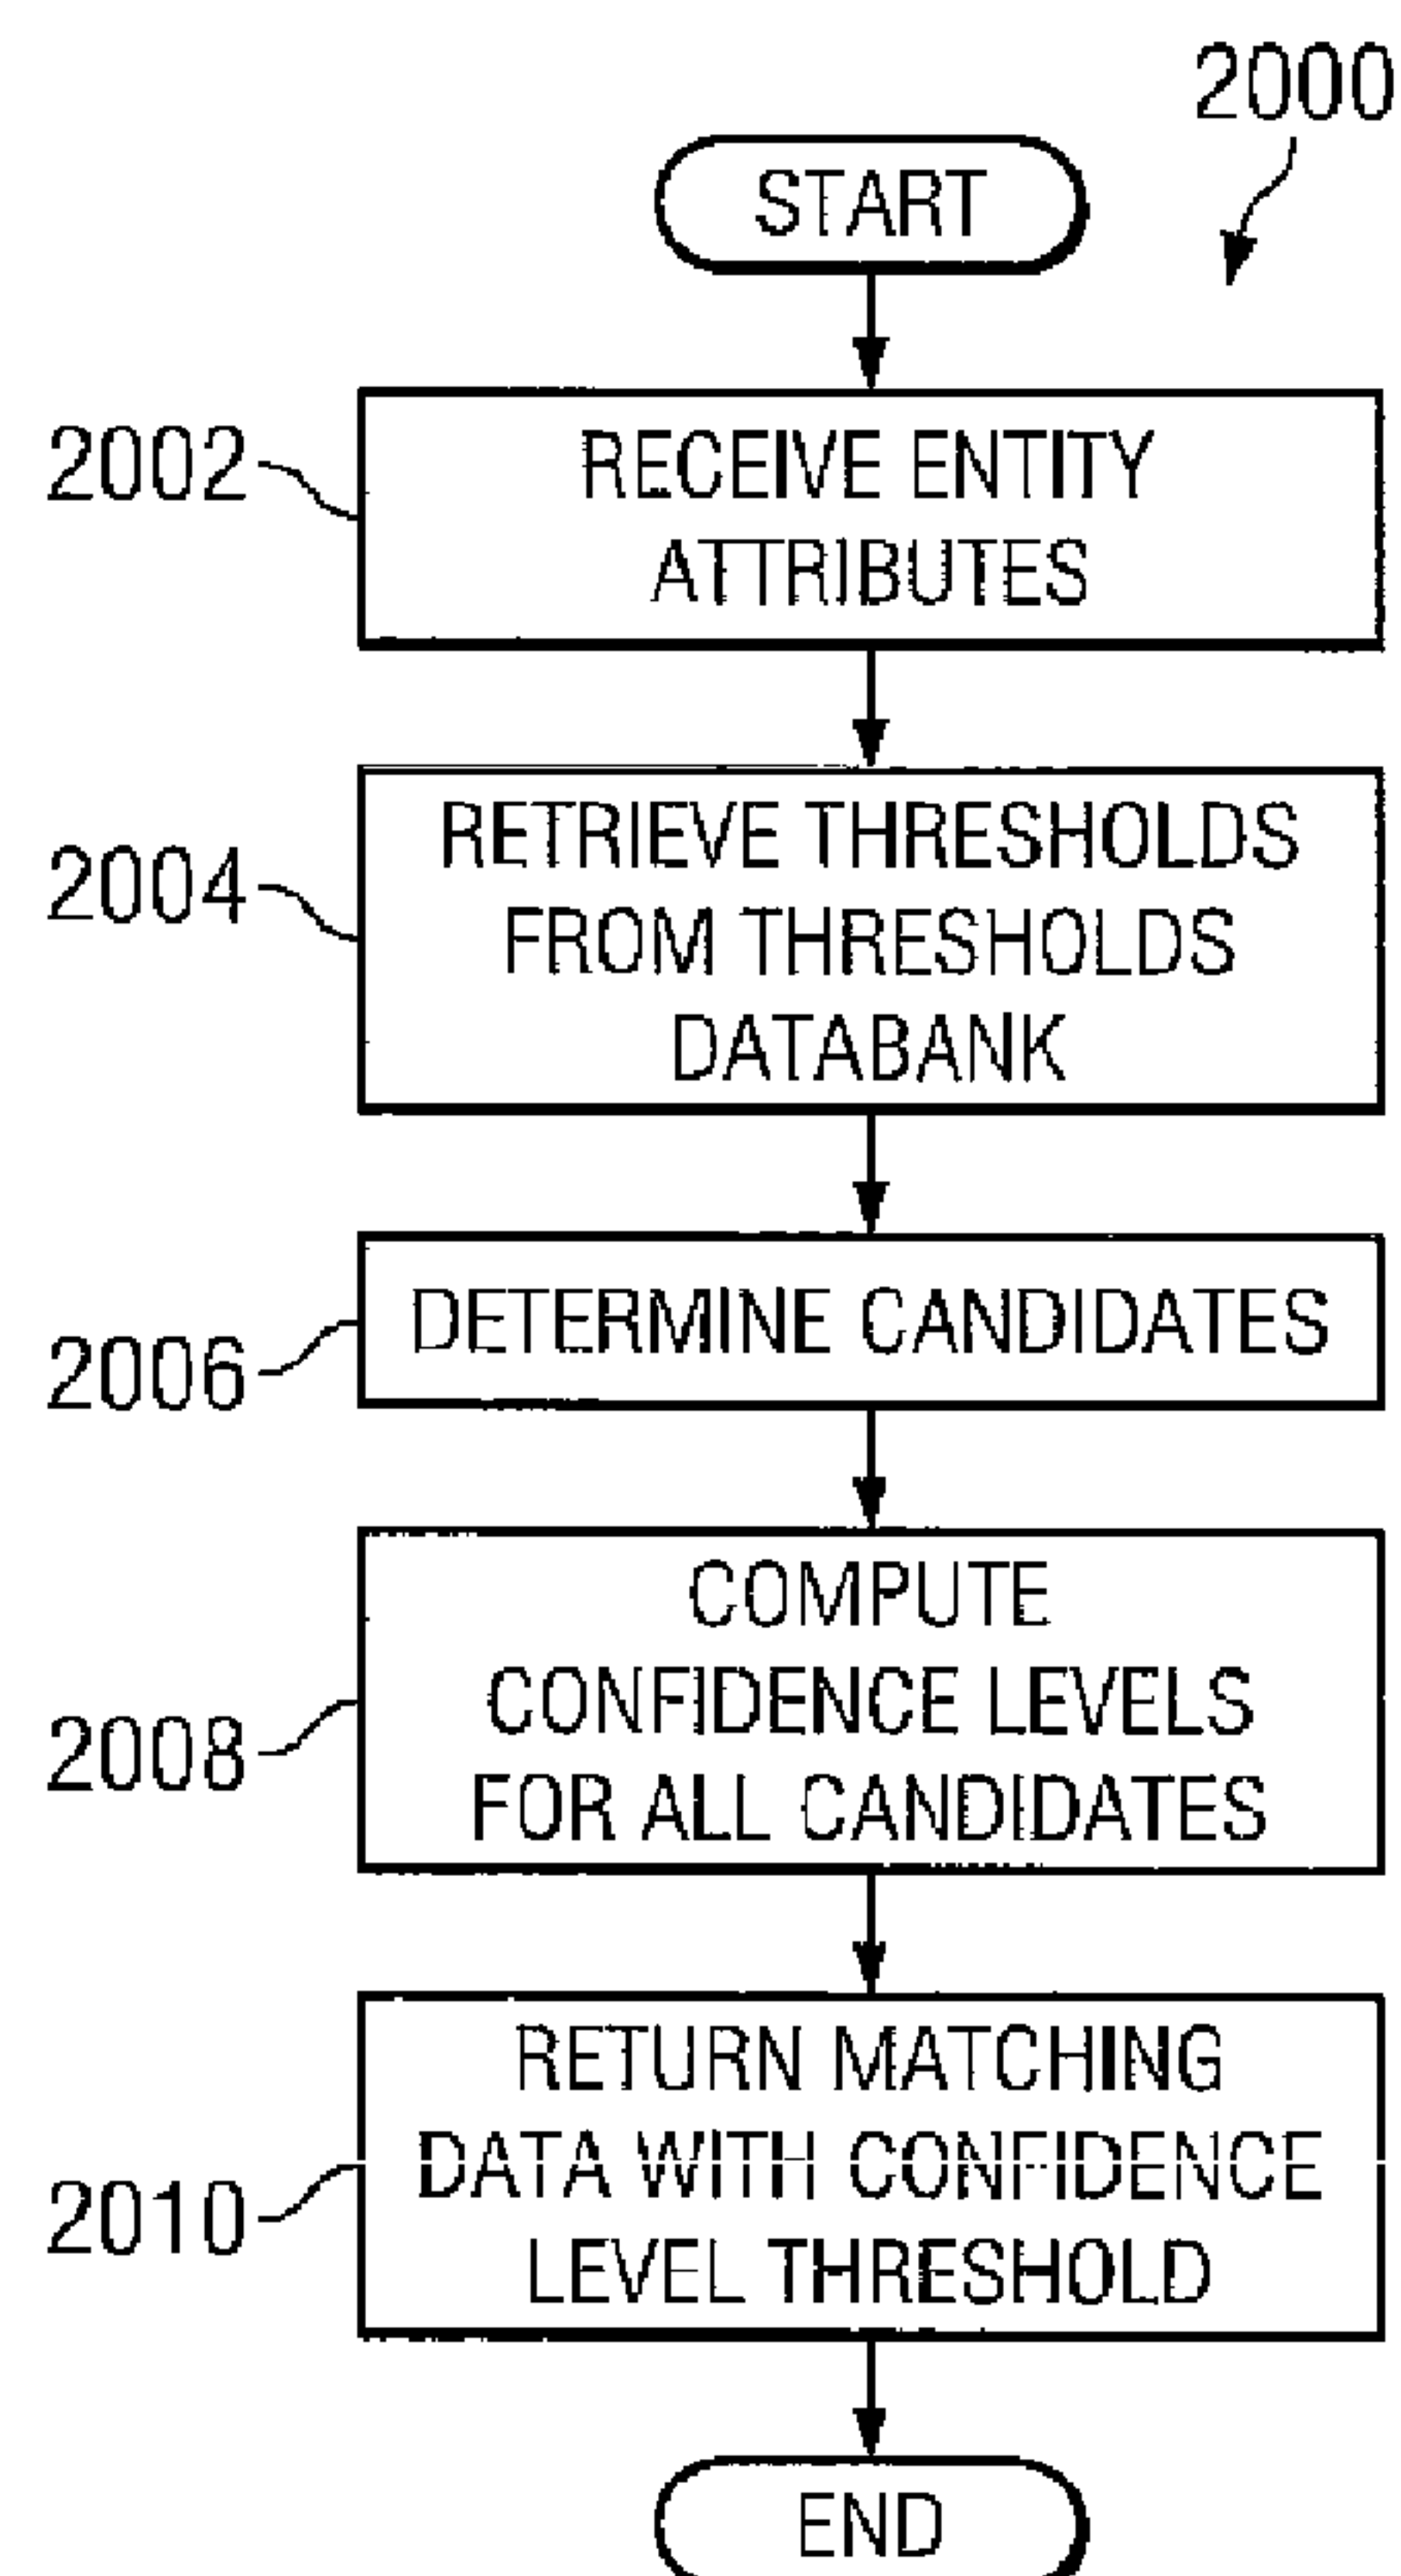 2000
START
2002
RECEIVE ENTITY
ATTRIBUTES
2004
RETRIEVE THRESHOLDS
FROM THRESHOLDS
DATABANK
2006
DETERMINE CANDIDATES
2008
COMPUTE
CONFIDENCE LEVELS
FOR ALL CANDIDATES
2010
RETURN MATCHING
DATA WITH CONFIDENCE
LEVEL THRESHOLD
END